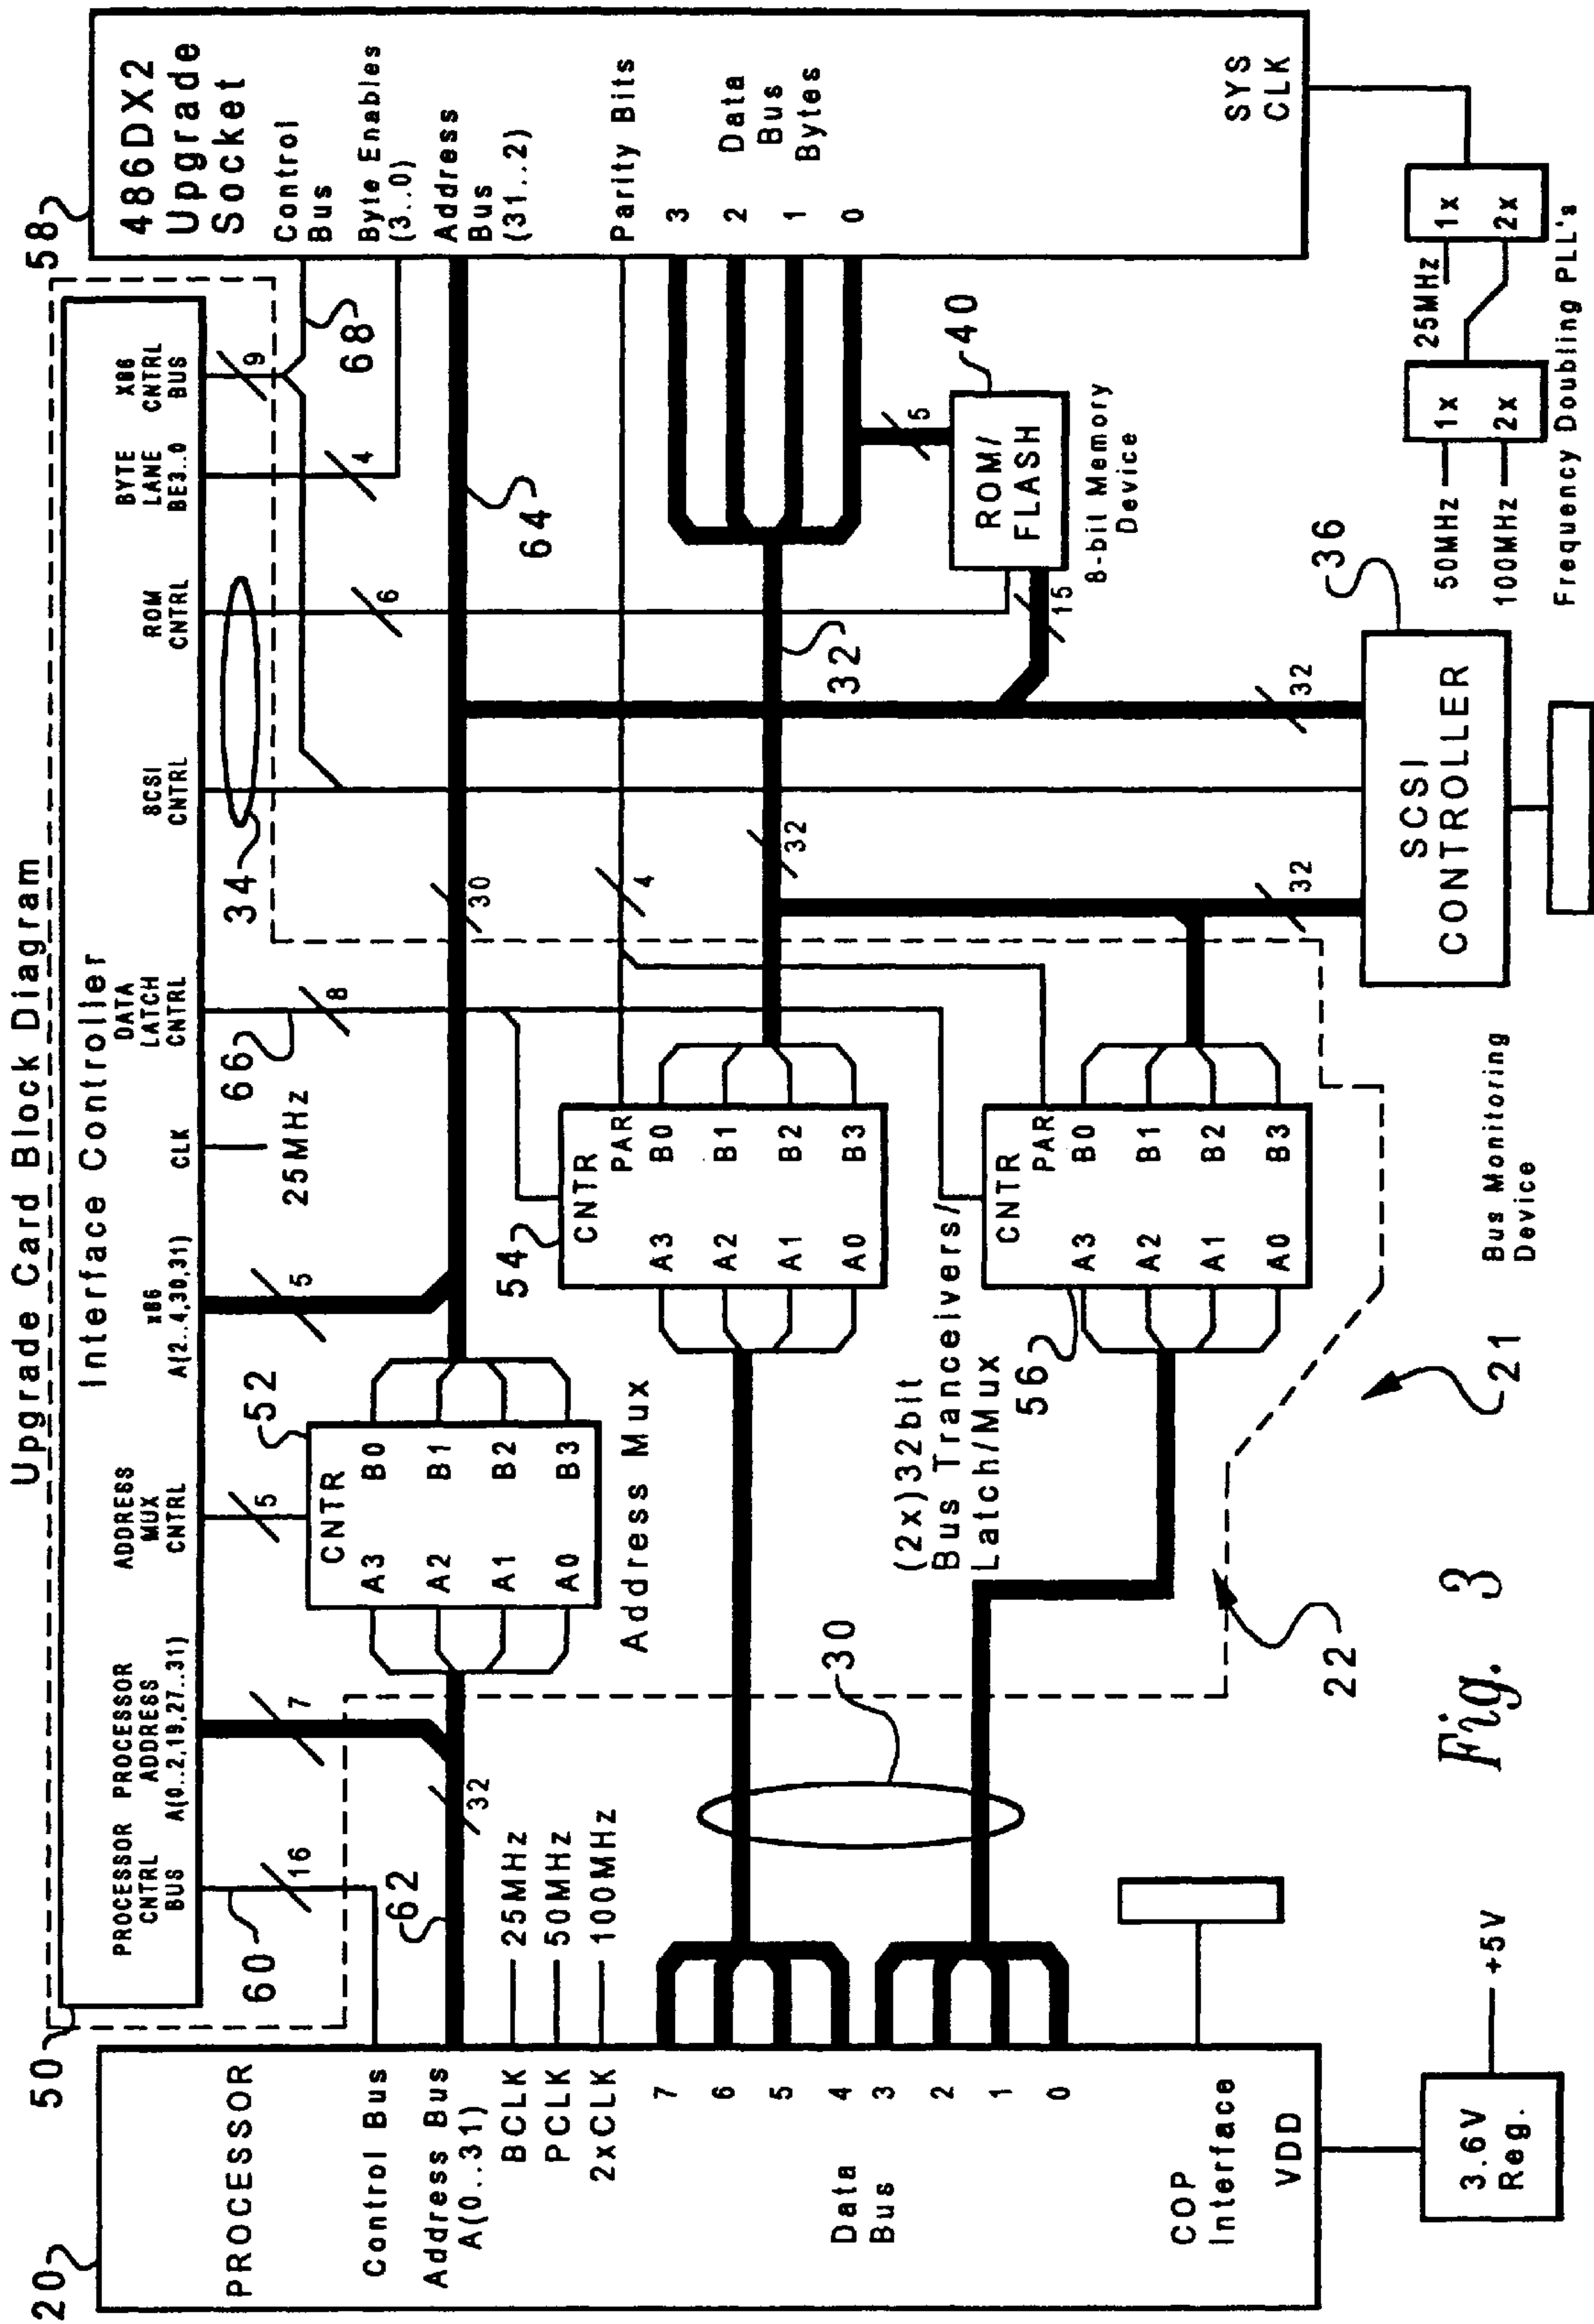 Upgrade Card Block Diagram
50
Interface Controller
PROCESSOR
CNTRL
BUS
PROCESSOR
ADDRESS
A(0..2,19,27..31)
ADDRESS
MUX
CNTRL
x86
A(2..4,30,31)
CLK
DATA
LATCH
CNTRL
SCSI
CNTRL
ROM
CNTRL
BYTE
LANE
BE3..0
X86
CNTRL
BUS
60
16
7
5
5
25MHz
66
8
34
6
4
9
68
20
PROCESSOR
Control Bus
Address Bus
A(0..31)
BCLK
25MHz
PCLK
50MHz
2xCLK
100MHz
7
6
5
4
3
2
1
0
Data
Bus
COP
Interface
VDD
3.6V
Reg.
+5V
62
32
52
CNTR
A3
B0
A2
B1
A1
B2
A0
B3
Address Mux
30
64
54
CNTR
PAR
A3
B0
A2
B1
A1
B2
A0
B3
4
32
32
(2x)32bit
Bus Tranceivers/
Latch/Mux
56
CNTR
PAR
A3
B0
A2
B1
A1
B2
A0
B3
30
32
32
22
21
Bus Monitoring
Device
SCSI
CONTROLLER
36
ROM/
FLASH
40
15
5
8-bit Memory
Device
58
486DX2
Upgrade
Socket
Control
Bus
Byte Enables
(3..0)
Address
Bus
(31..2)
Parity Bits
3
2
1
0
Data
Bus
Bytes
SYS
CLK
50MHz
1x
100MHz
2x
25MHz
1x
2x
Frequency Doubling PLL's
Fig. 3